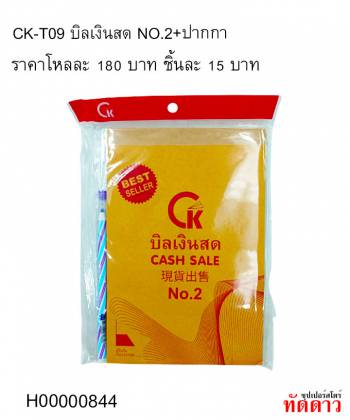 CK-T09 บิลเงินสด NO.2+ปากกา
ราคาโหลละ 180 บาท ชิ้นละ 15 บาท
CK
BEST
SELLER
CK
บิลเงินสด
CASH SALE
現貨出售
No.2
H00000844
ซุปเปอร์สโตร์
ทัดดาว